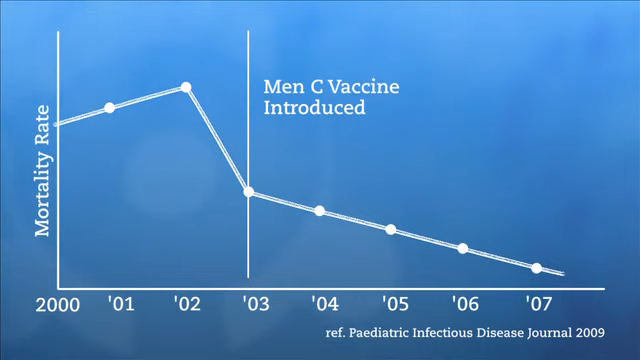 Men C Vaccine
Introduced
Mortality Rate
2000 '01 '02 '03 '04 '05 '06 '07
ref. Paediatric Infectious Disease Journal 2009